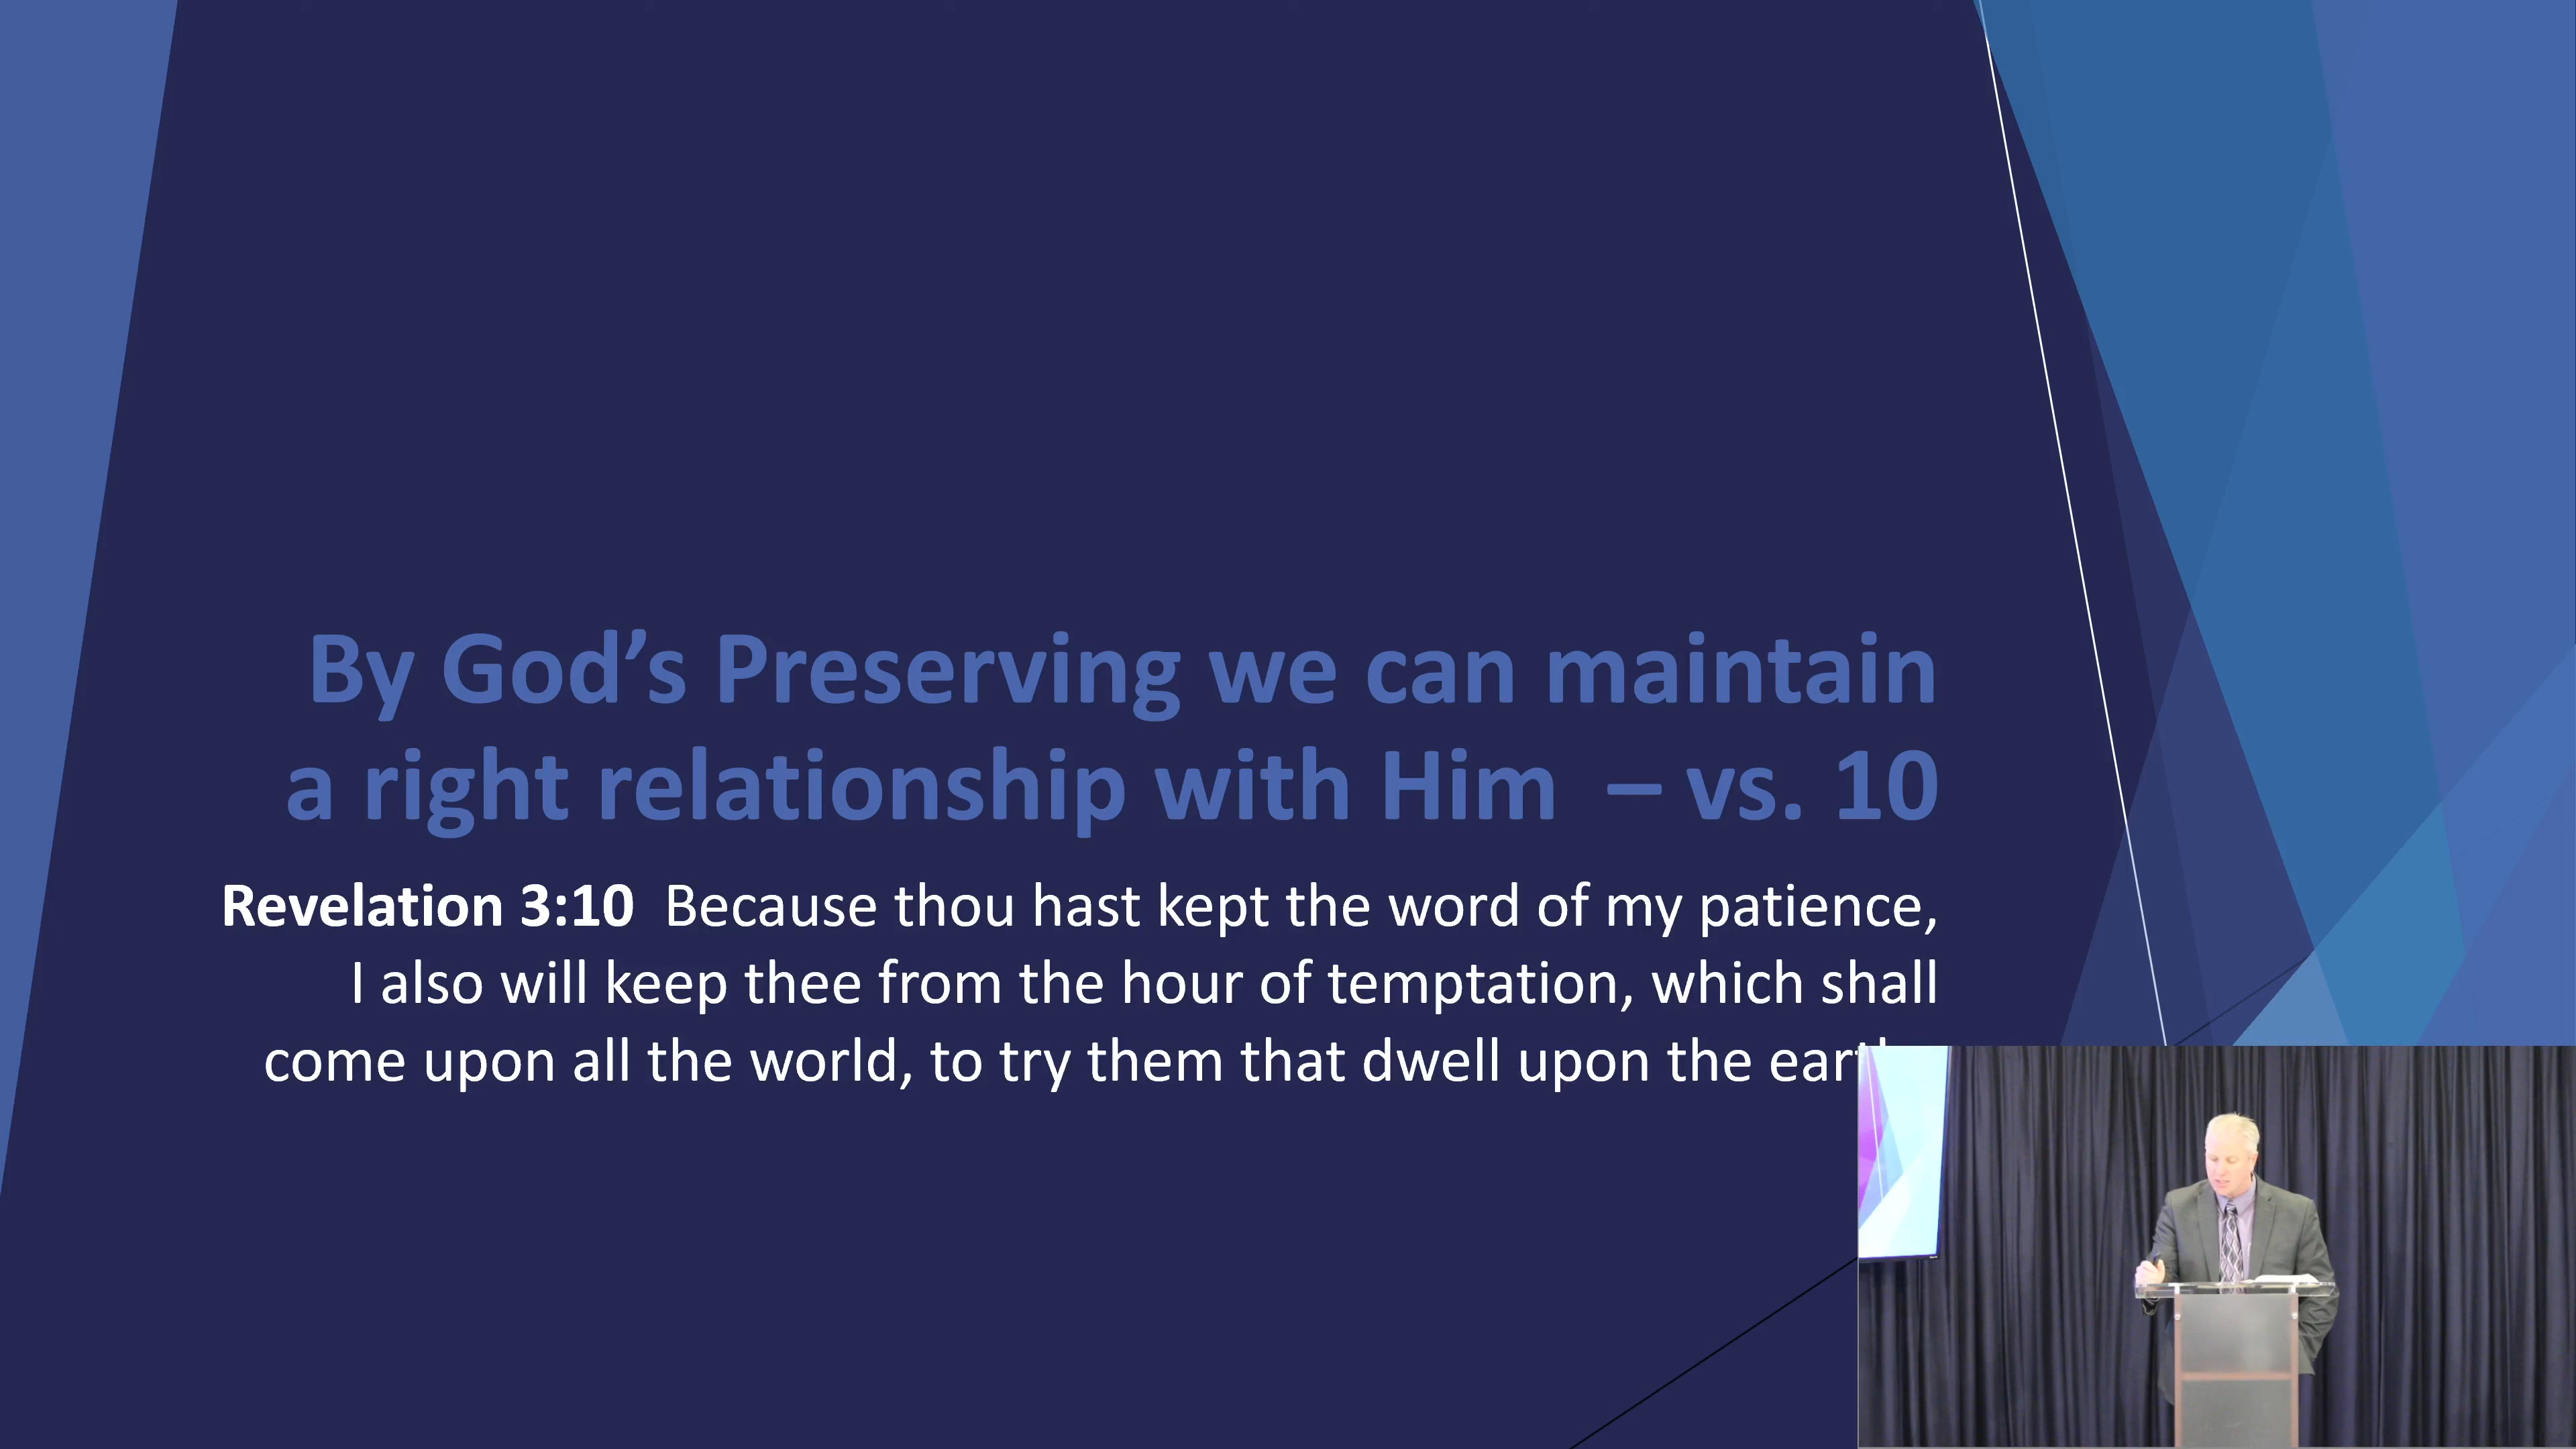 By God’s Preserving we can maintain
a right relationship with Him – vs. 10
Revelation 3:10 Because thou hast kept the word of my patience,
I also will keep thee from the hour of temptation, which shall
come upon all the world, to try them that dwell upon the